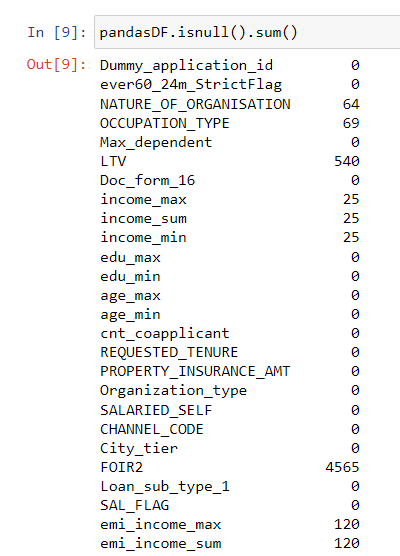 In [9]: pandasDF.isnull().sum()
Out[9]: Dummy_application_id 0
ever60_24m_StrictFlag 0
NATURE_OF_ORGANISATION 64
OCCUPATION_TYPE 69
Max_dependent 0
LTV 540
Doc_form_16 0
income_max 25
income_sum 25
income_min 25
edu_max 0
edu_min 0
age_max 0
age_min 0
cnt_coapplicant 0
REQUESTED_TENURE 0
PROPERTY_INSURANCE_AMT 0
Organization_type 0
SALARIED_SELF 0
CHANNEL_CODE 0
City_tier 0
FOIR2 4565
Loan_sub_type_1 0
SAL_FLAG 0
emi_income_max 120
emi_income_sum 120